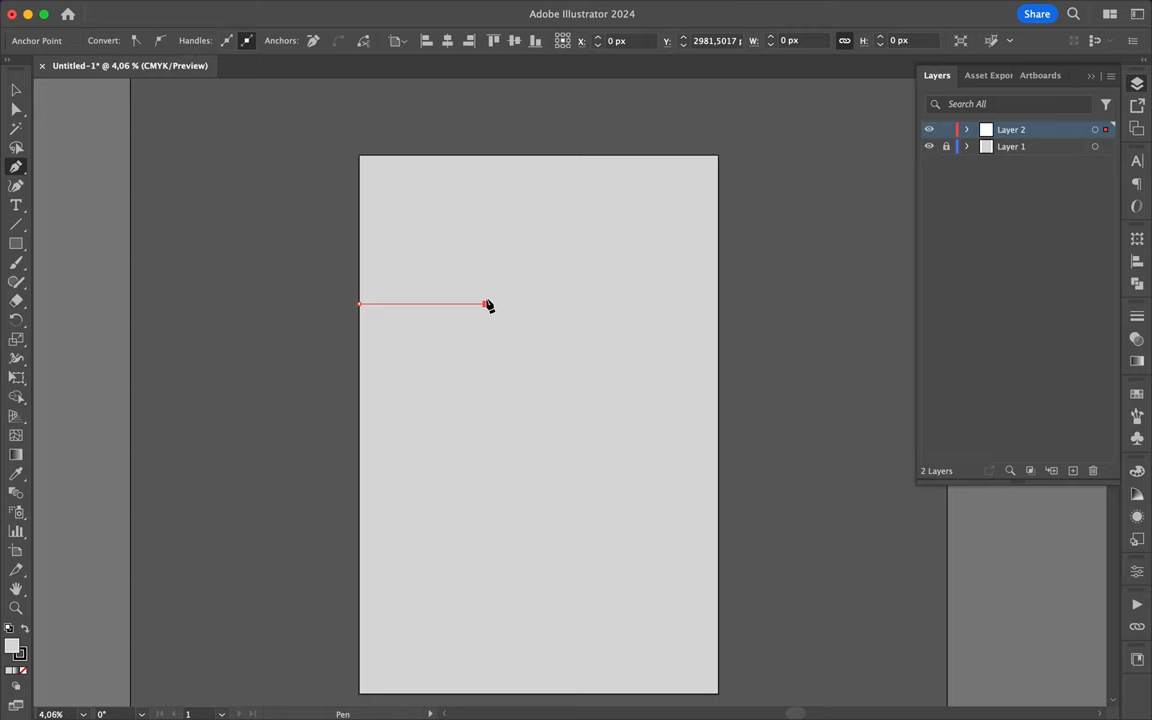 Adobe Illustrator 2024
Share
Anchor Point
Convert:
Handles:
Anchors:
X:
0 px
Y:
2981,5017 p
W:
0 px
H:
0 px
Untitled-1* @ 4,06 % (CMYK/Preview)
Layers
Asset Expor
Artboards
Search All
Layer 2
Layer 1
2 Layers
4,06%
0°
1
Pen